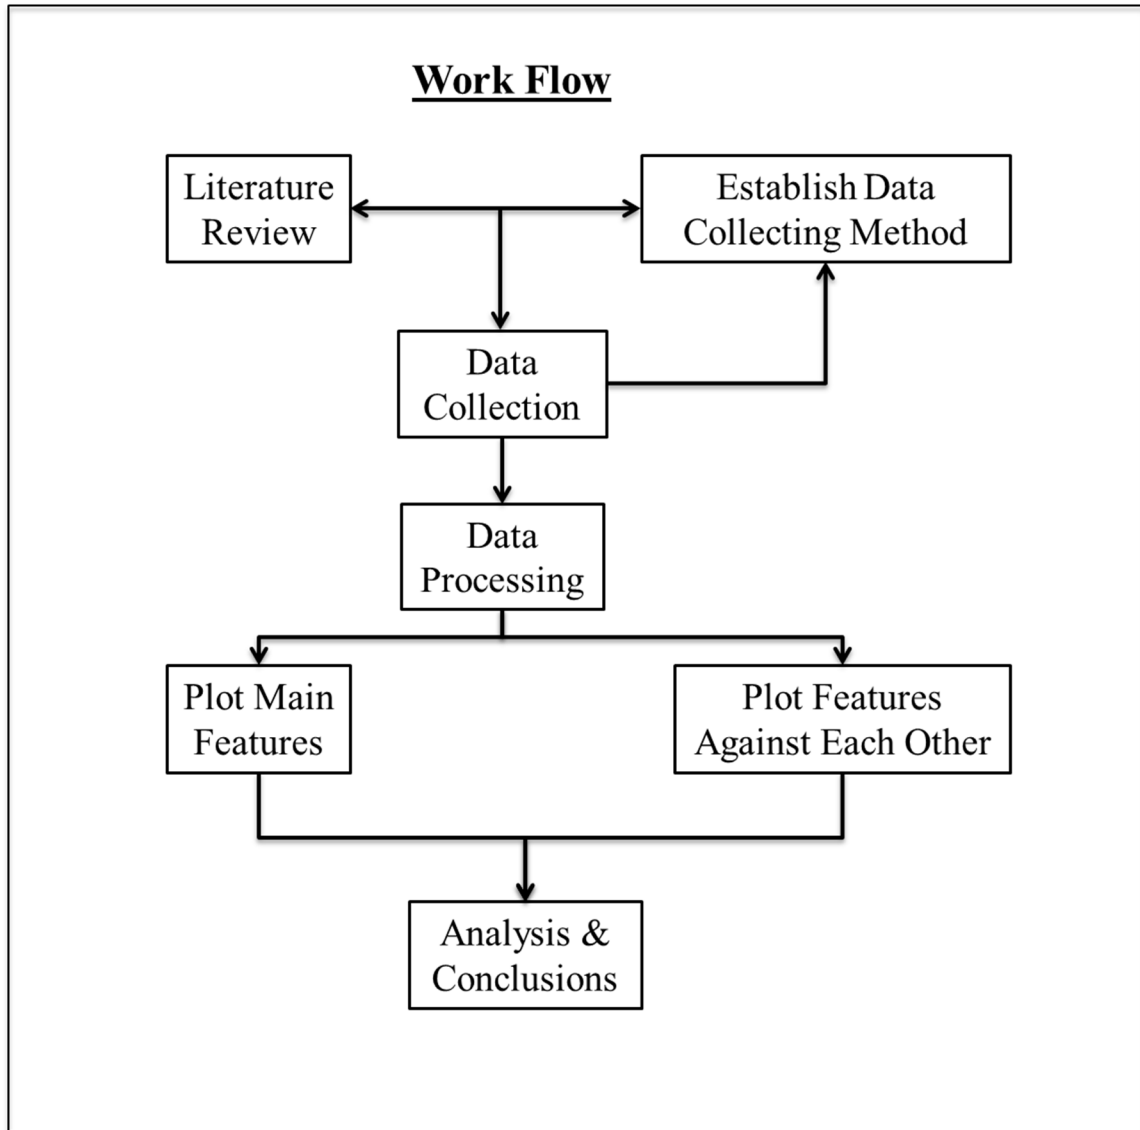 Work Flow
Literature
Review
Establish Data
Collecting Method
Data
Collection
Data
Processing
Plot Main
Features
Plot Features
Against Each Other
Analysis &
Conclusions